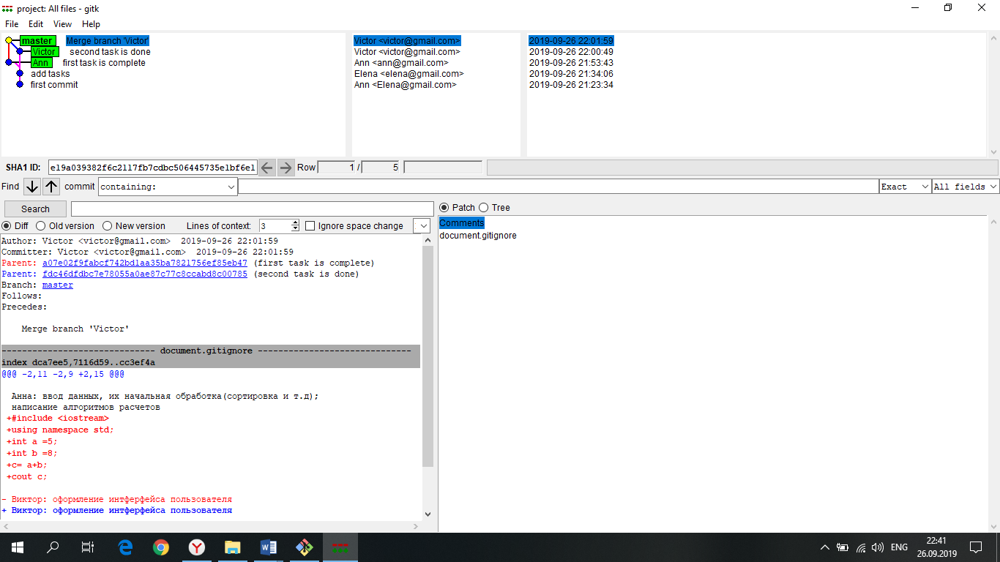 project: All files - gitk
File Edit View Help
master Merge branch 'Victor' Victor <victor@gmail.com> 2019-09-26 22:01:59
Victor second task is done Victor <victor@gmail.com> 2019-09-26 22:00:49
Ann first task is complete Ann <ann@gmail.com> 2019-09-26 21:53:43
add tasks Elena <elena@gmail.com> 2019-09-26 21:34:06
first commit Ann <Elena@gmail.com> 2019-09-26 21:23:34
SHA1 ID: e19a039382f6c2117fb7cdbc506445735e1bf6e1 Row 1 / 5
Find commit containing: Exact All fields
Search Patch Tree
Diff Old version New version Lines of context: 3 Ignore space change
Comments
document.gitignore
Author: Victor <victor@gmail.com> 2019-09-26 22:01:59
Committer: Victor <victor@gmail.com> 2019-09-26 22:01:59
Parent: a07e02f9fabcf742bd1aa35ba7821756ef85eb47 (first task is complete)
Parent: fdc46dfdbc7e78055a0ae87c77c8ccabd8c00785 (second task is done)
Branch: master
Follows:
Precedes:
Merge branch 'Victor'
------------------------------ document.gitignore ------------------------------
index dca7ee5,7116d59..cc3ef4a
@@@ -2,11 -2,9 +2,15 @@@
Анна: ввод данных, их начальная обработка(сортировка и т.д);
написание алгоритмов расчетов
+#include <iostream>
+using namespace std;
+int a =5;
+int b =8;
+c= a+b;
+cout c;
- Виктор: оформление интферфейса пользователя
+ Виктор: оформление интферфейса пользователя
ENG 22:41
26.09.2019